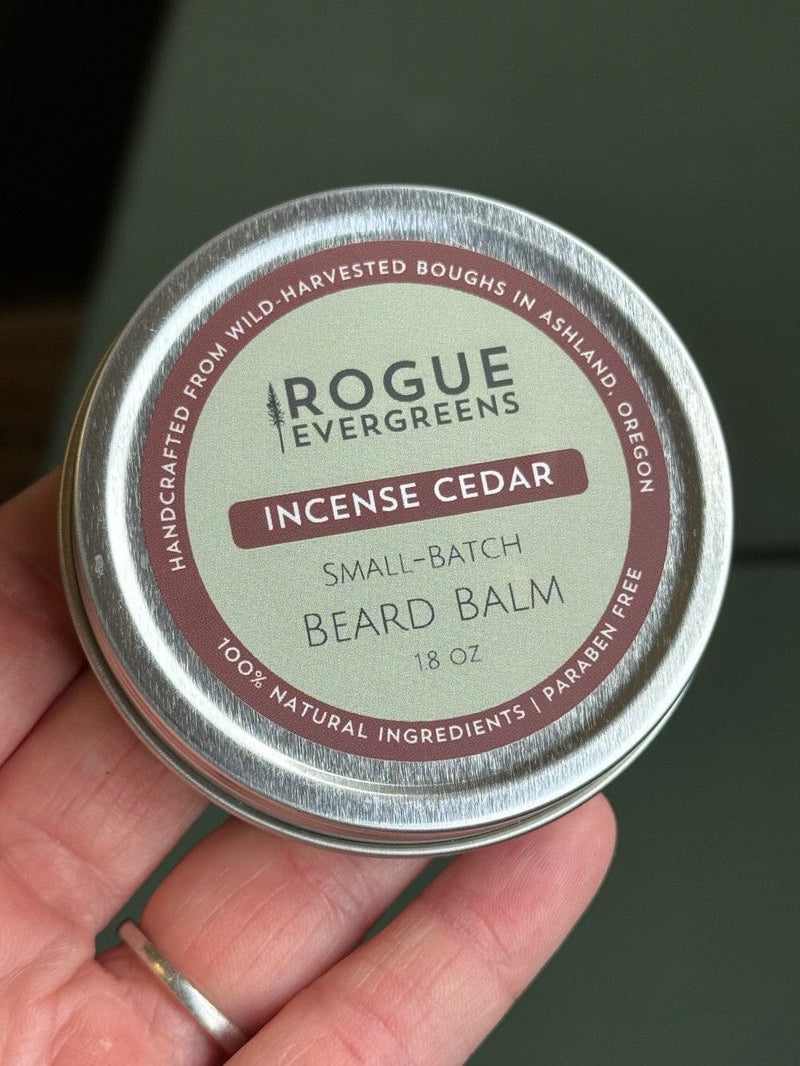 HANDCRAFTED FROM WILD-HARVESTED BOUGHS IN ASHLAND, OREGON
ROGUE
EVERGREENS
INCENSE CEDAR
SMALL-BATCH
BEARD BALM
1.8 OZ
100% NATURAL INGREDIENTS | PARABEN FREE